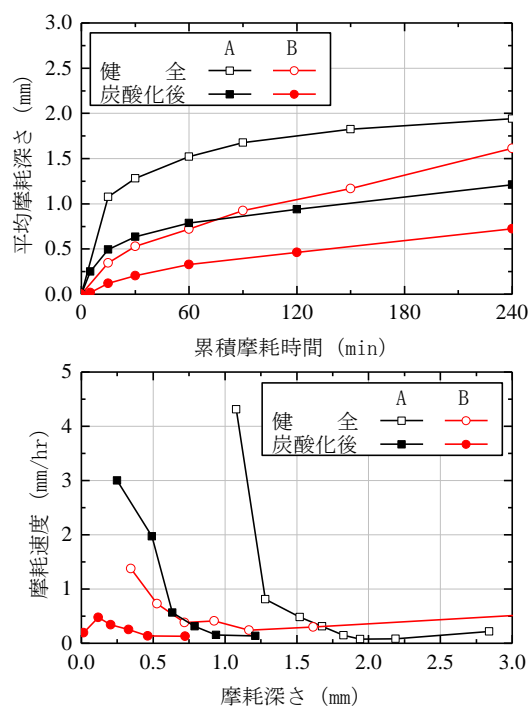 3.0
2.5
2.0
1.5
1.0
0.5
0.0
平均摩耗深さ (mm)
A B
健 全
炭酸化後
0 60 120 180 240
累積摩耗時間 (min)
5
4
3
2
1
0
摩耗速度 (mm/hr)
A B
健 全
炭酸化後
0.0 0.5 1.0 1.5 2.0 2.5 3.0
摩耗深さ (mm)